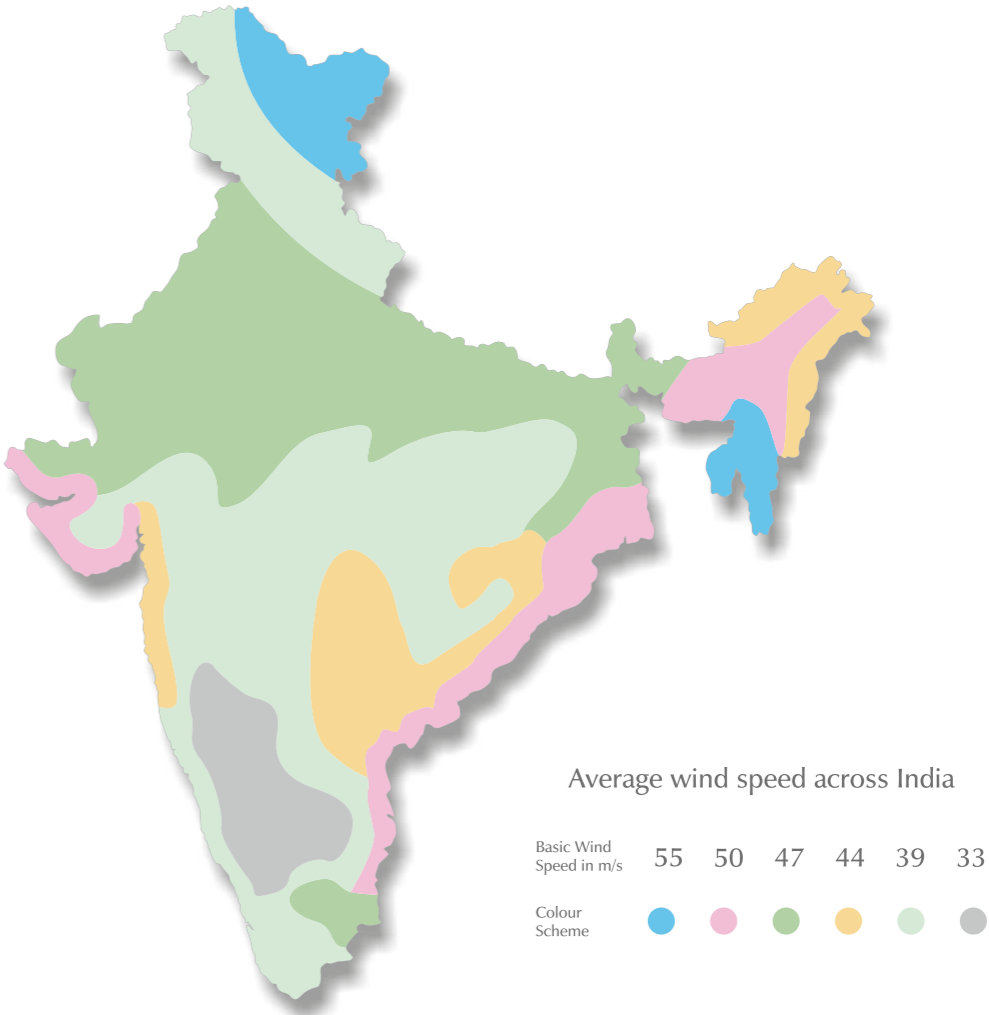 Average wind speed across India
Basic Wind
Speed in m/s
55 50 47 44 39 33
Colour
Scheme